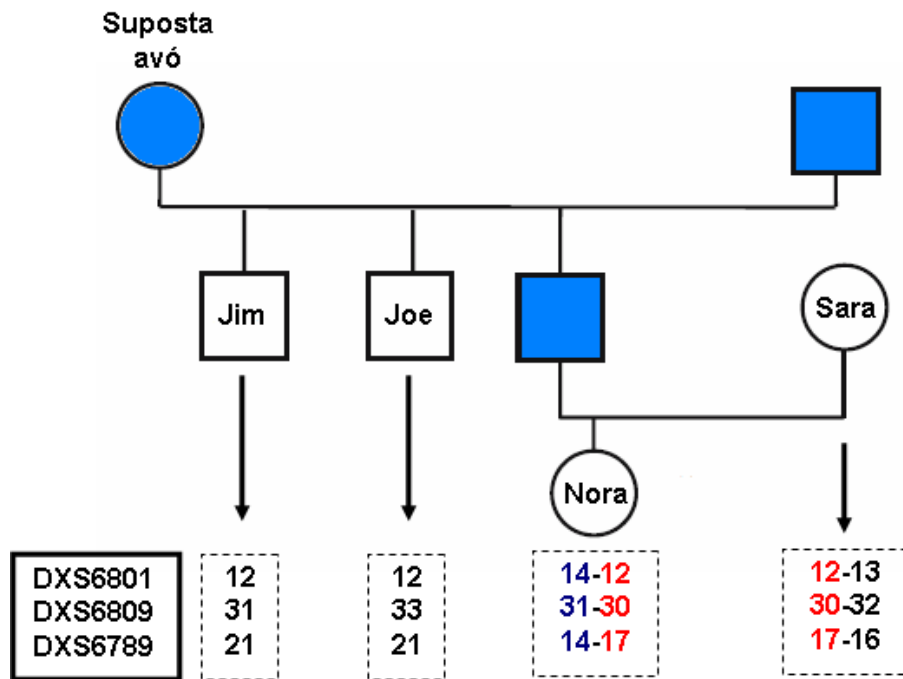 Suposta
avó
Jim
Joe
Sara
Nora
DXS6801 12 12 14-12 12-13
DXS6809 31 33 31-30 30-32
DXS6789 21 21 14-17 17-16